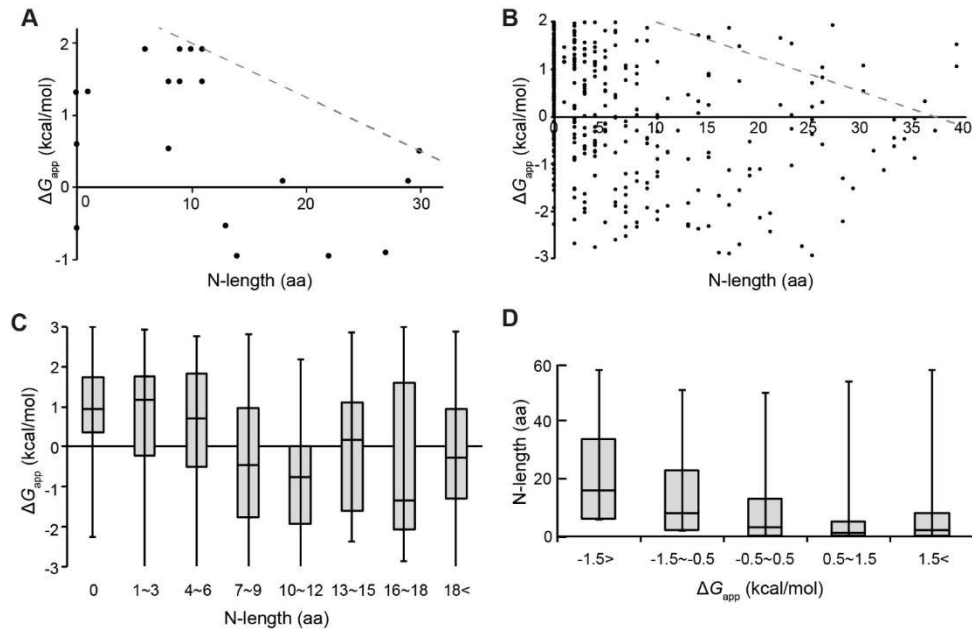 A
2
1
0
-1
0
10
20
30
ΔGapp (kcal/mol)
N-length (aa)
B
2
1
0
-1
-2
-3
0
5
10
15
20
25
30
35
40
ΔGapp (kcal/mol)
N-length (aa)
C
3
2
1
0
-1
-2
-3
ΔGapp (kcal/mol)
0 1~3 4~6 7~9 10~12 13~15 16~18 18<
N-length (aa)
D
60
40
20
0
N-length (aa)
-1.5> -1.5~-0.5 -0.5~0.5 0.5~1.5 1.5<
ΔGapp (kcal/mol)